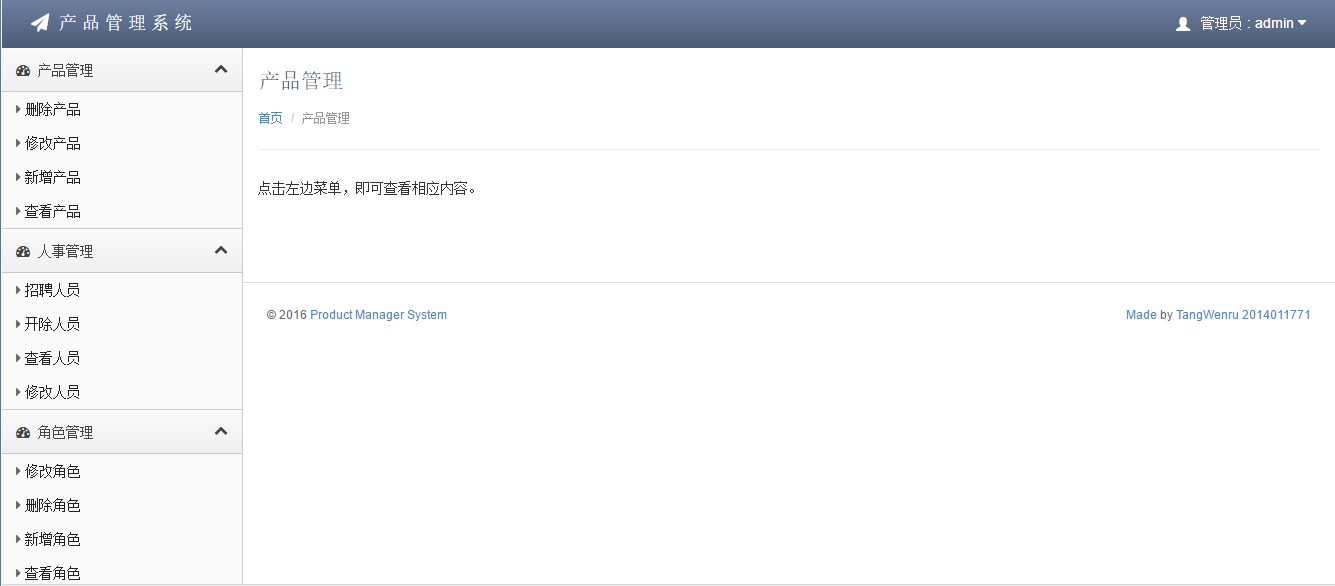 产品管理系统
管理员 : admin
产品管理
删除产品
修改产品
新增产品
查看产品
人事管理
招聘人员
开除人员
查看人员
修改人员
角色管理
修改角色
删除角色
新增角色
查看角色
产品管理
首页 / 产品管理
点击左边菜单，即可查看相应内容。
© 2016 Product Manager System
Made by TangWenru 2014011771